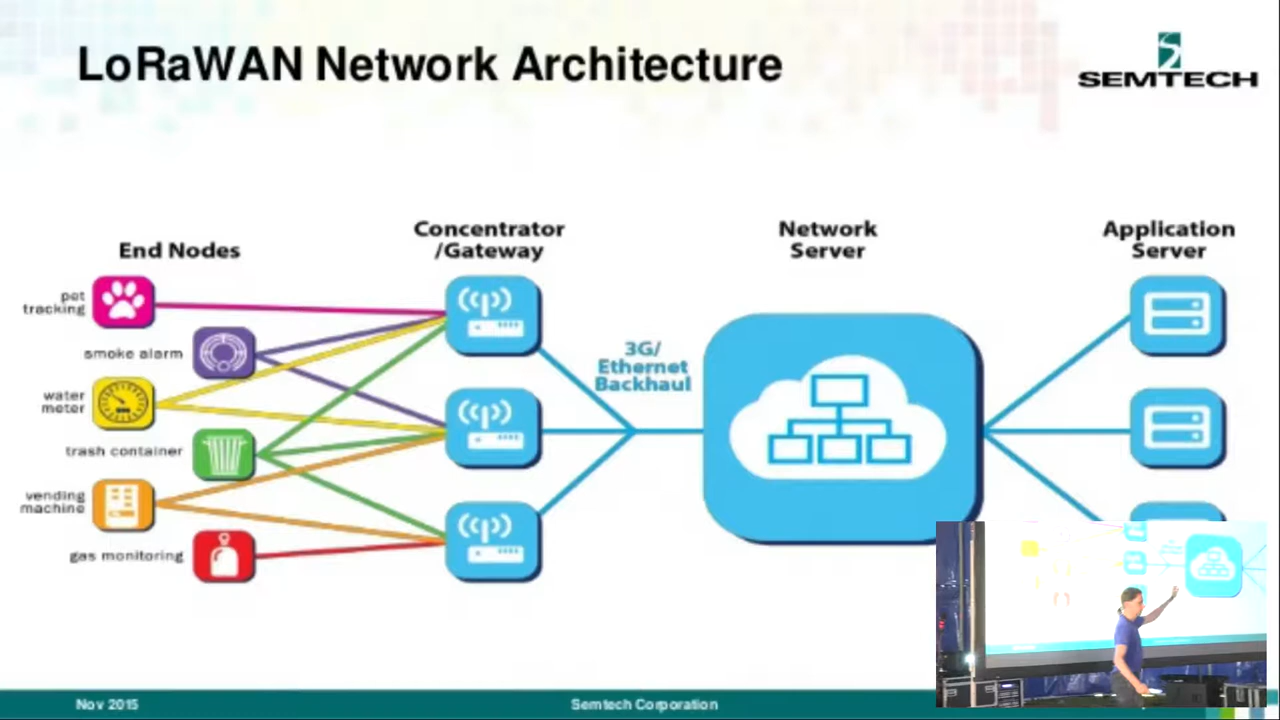 LoRaWAN Network Architecture
SEMTECH
End Nodes
Concentrator
/Gateway
Network
Server
Application
Server
pet
tracking
smoke alarm
water
meter
trash container
vending
machine
gas monitoring
3G/
Ethernet
Backhaul
Nov 2015
Semtech Corporation